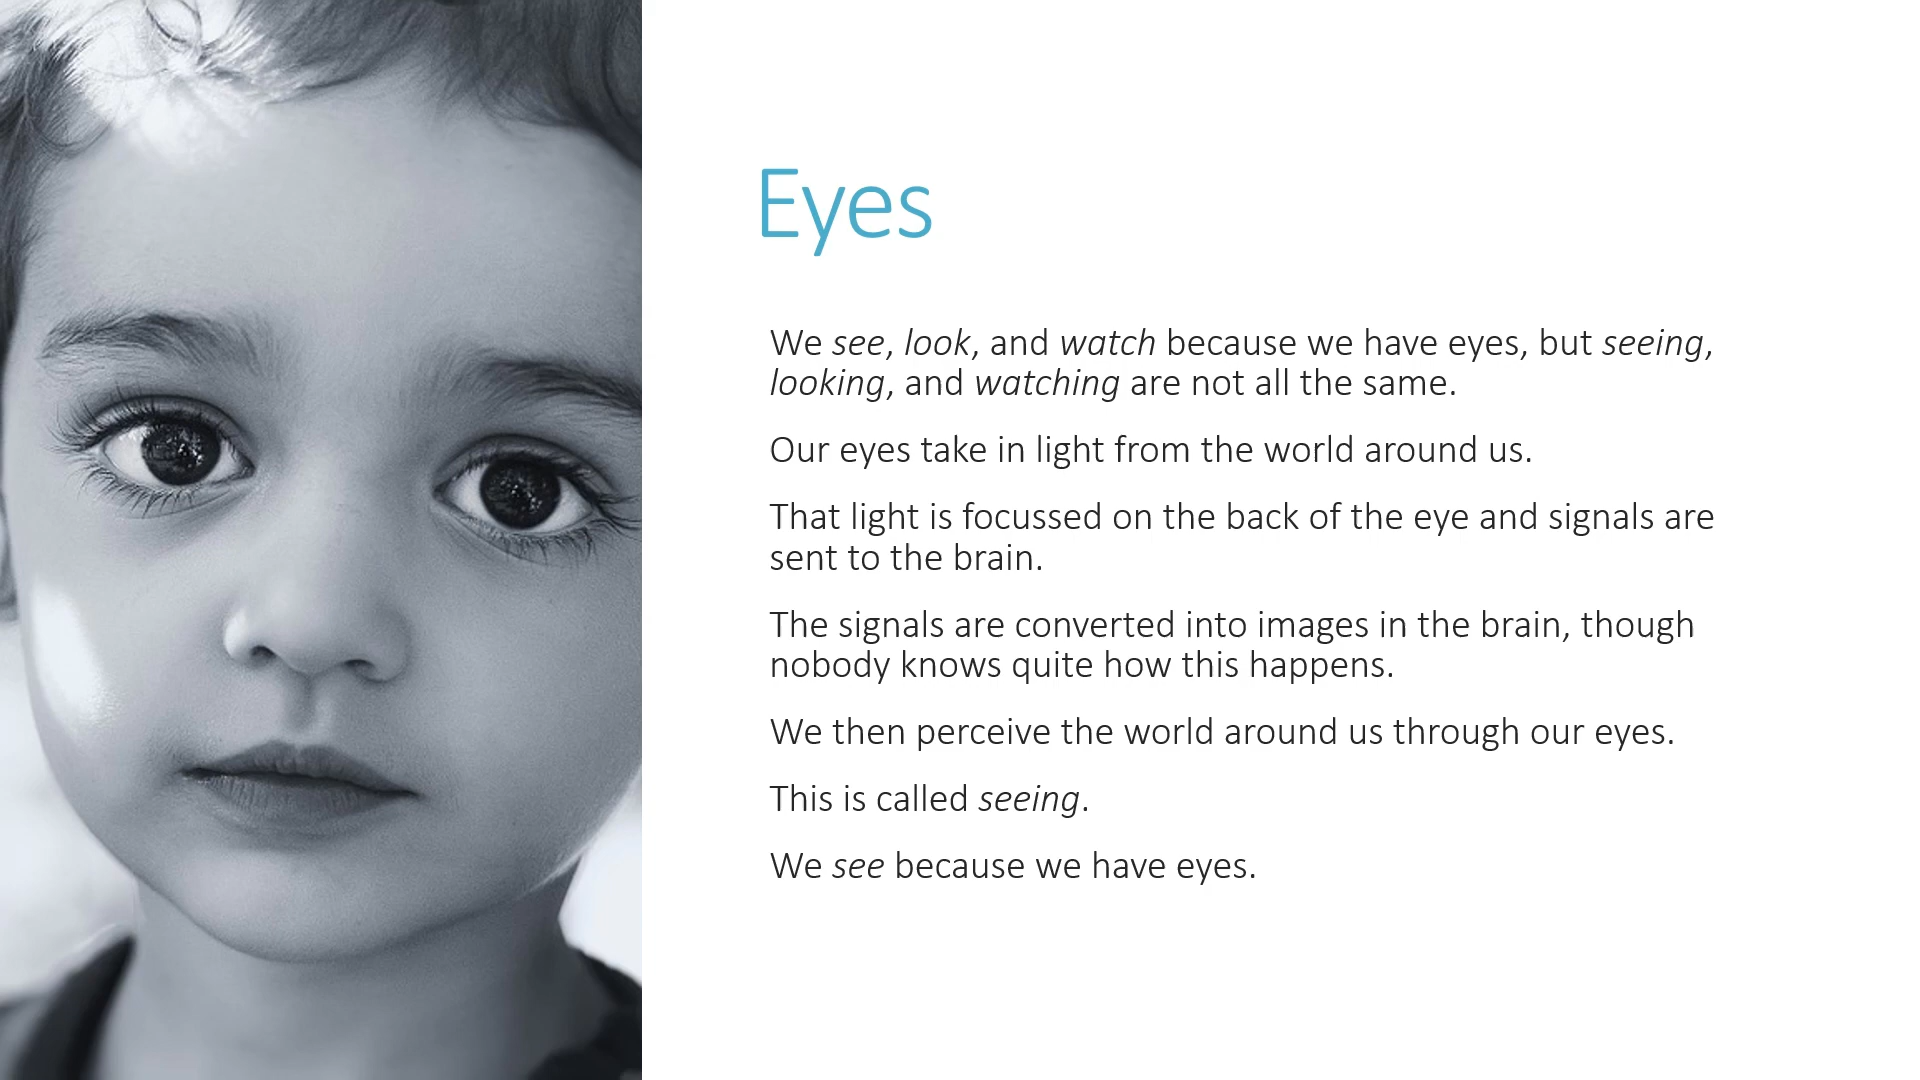 Eyes
We see, look, and watch because we have eyes, but seeing,
looking, and watching are not all the same.
Our eyes take in light from the world around us.
That light is focussed on the back of the eye and signals are
sent to the brain.
The signals are converted into images in the brain, though
nobody knows quite how this happens.
We then perceive the world around us through our eyes.
This is called seeing.
We see because we have eyes.